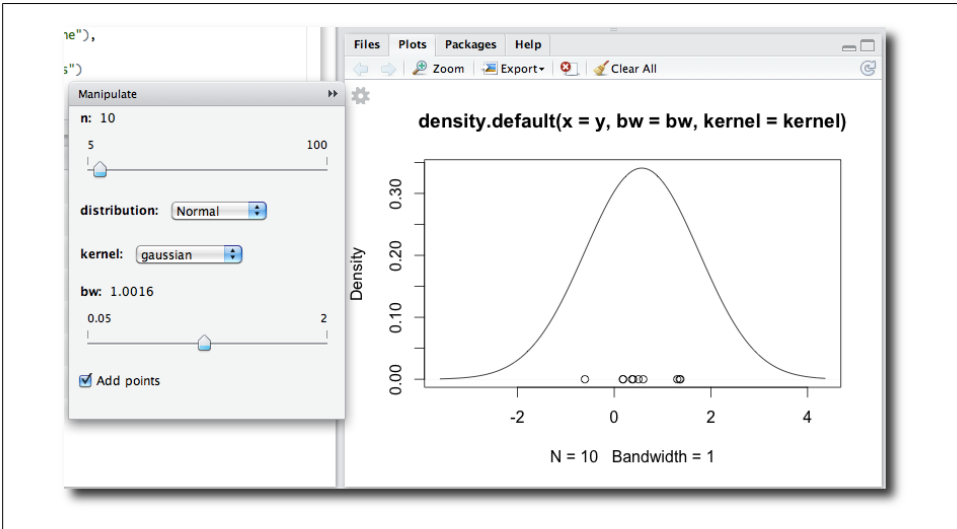 ne"),
s")
Manipulate
n: 10
5 100
distribution: Normal
kernel: gaussian
bw: 1.0016
0.05 2
Add points
Files Plots Packages Help
Zoom Export Clear All
density.default(x = y, bw = bw, kernel = kernel)
Density
0.30
0.20
0.10
0.00
-2 0 2 4
N = 10 Bandwidth = 1